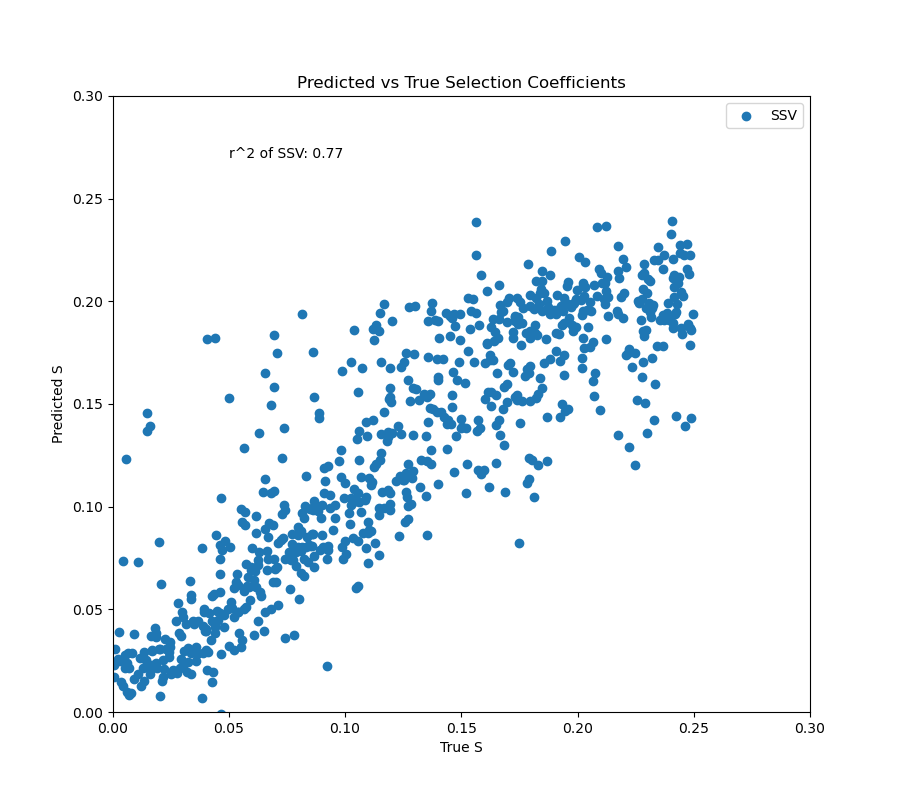 Predicted vs True Selection Coefficients
SSV
r^2 of SSV: 0.77
Predicted S
0.30
0.25
0.20
0.15
0.10
0.05
0.00
0.00 0.05 0.10 0.15 0.20 0.25 0.30
True S